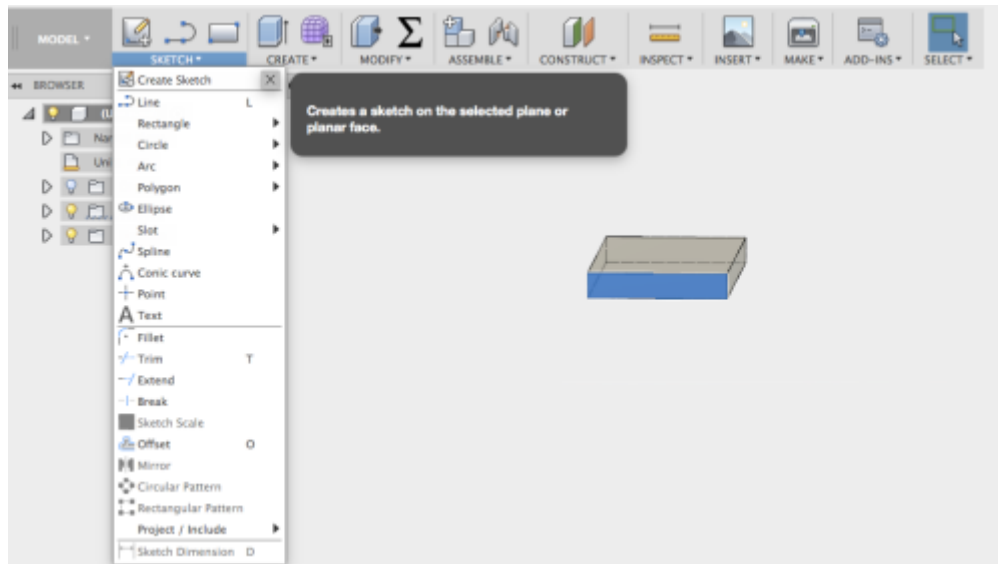 MODEL
SKETCH
CREATE
MODIFY
ASSEMBLE
CONSTRUCT
INSPECT
INSERT
MAKE
ADD-INS
SELECT
BROWSER
Create Sketch
Line L
Rectangle
Circle
Arc
Polygon
Ellipse
Slot
Spline
Conic curve
Point
Text
Fillet
Trim T
Extend
Break
Sketch Scale
Offset O
Mirror
Circular Pattern
Rectangular Pattern
Project / Include
Sketch Dimension D
Creates a sketch on the selected plane or
planar face.